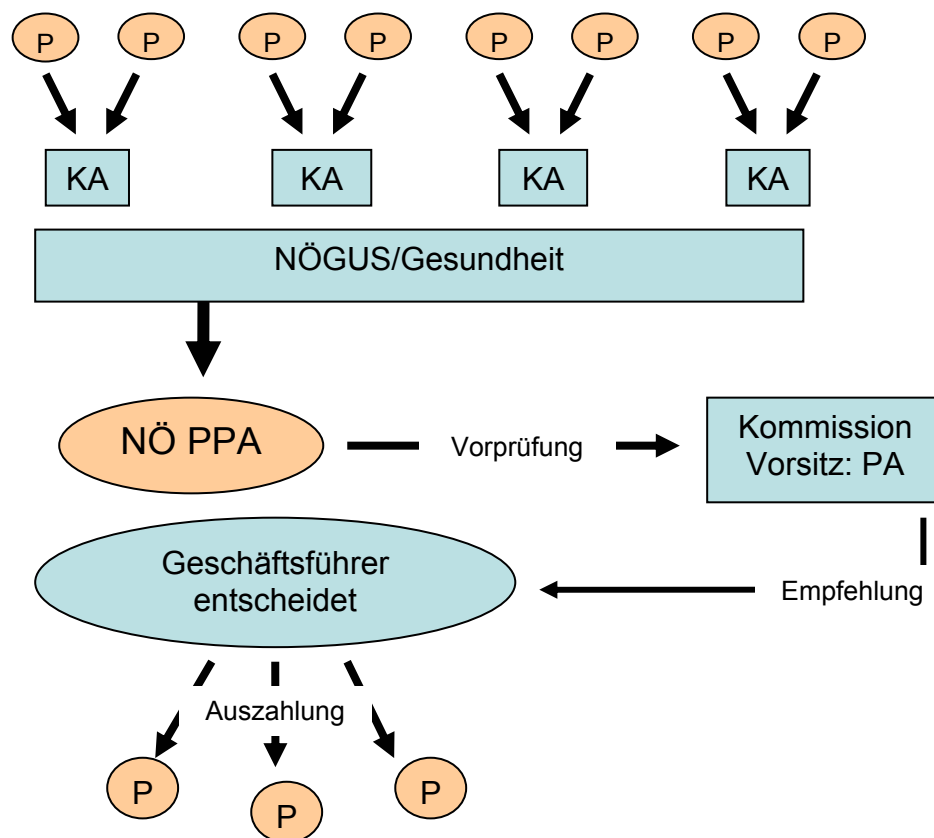 P P P P P P P P
KA KA KA KA
NÖGUS/Gesundheit
NÖ PPA
Vorprüfung
Kommission
Vorsitz: PA
Geschäftsführer
entscheidet
Empfehlung
Auszahlung
P P P